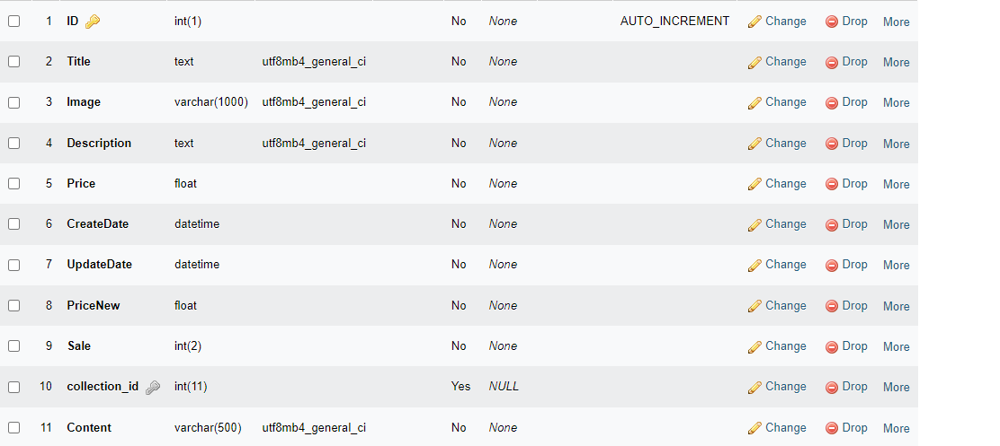 1 ID int(1) No None AUTO_INCREMENT Change Drop More
2 Title text utf8mb4_general_ci No None Change Drop More
3 Image varchar(1000) utf8mb4_general_ci No None Change Drop More
4 Description text utf8mb4_general_ci No None Change Drop More
5 Price float No None Change Drop More
6 CreateDate datetime No None Change Drop More
7 UpdateDate datetime No None Change Drop More
8 PriceNew float No None Change Drop More
9 Sale int(2) No None Change Drop More
10 collection_id int(11) Yes NULL Change Drop More
11 Content varchar(500) utf8mb4_general_ci No None Change Drop More